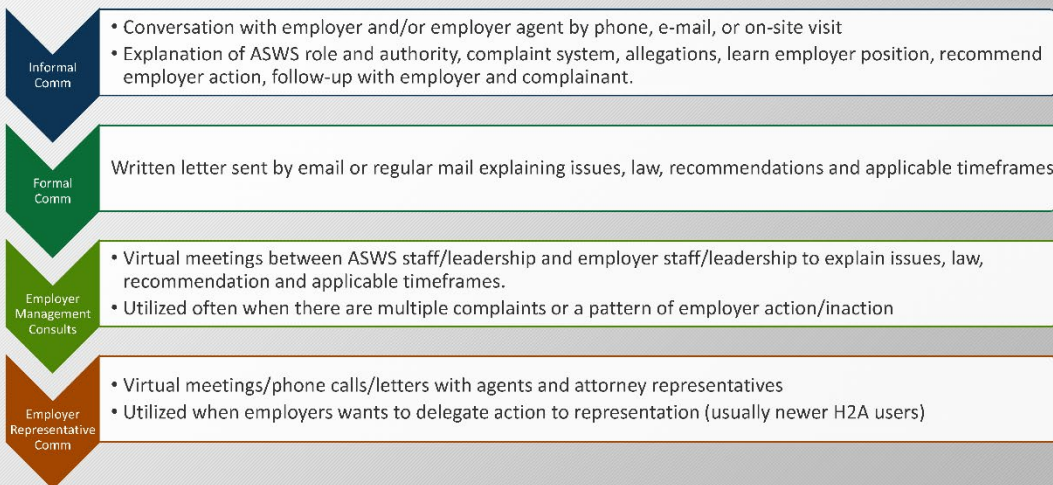 Informal
Comm
• Conversation with employer and/or employer agent by phone, e-mail, or on-site visit
• Explanation of ASWS role and authority, complaint system, allegations, learn employer position, recommend
employer action, follow-up with employer and complainant.
Formal
Comm
Written letter sent by email or regular mail explaining issues, law, recommendations and applicable timeframes
Employer
Management
Consults
• Virtual meetings between ASWS staff/leadership and employer staff/leadership to explain issues, law,
recommendation and applicable timeframes.
• Utilized often when there are multiple complaints or a pattern of employer action/inaction
Employer
Representative
Comm
• Virtual meetings/phone calls/letters with agents and attorney representatives
• Utilized when employers wants to delegate action to representation (usually newer H2A users)